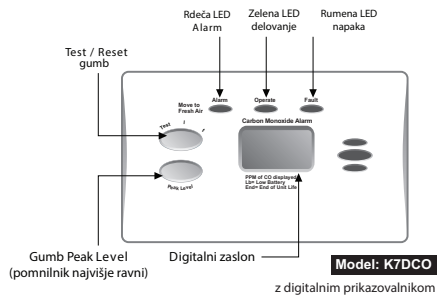 Rdeča LED
Alarm
Zelena LED
delovanje
Rumena LED
napaka
Test / Reset
gumb
Move to
Fresh Air
Alarm
Operate
Fault
Test
Carbon Monoxide Alarm
Peak Level
PPM of CO displayed
Lb= Low Battery
End= End of Unit Life
Gumb Peak Level
(pomnilnik najvišje ravni)
Digitalni zaslon
Model: K7DCO
z digitalnim prikazovalnikom